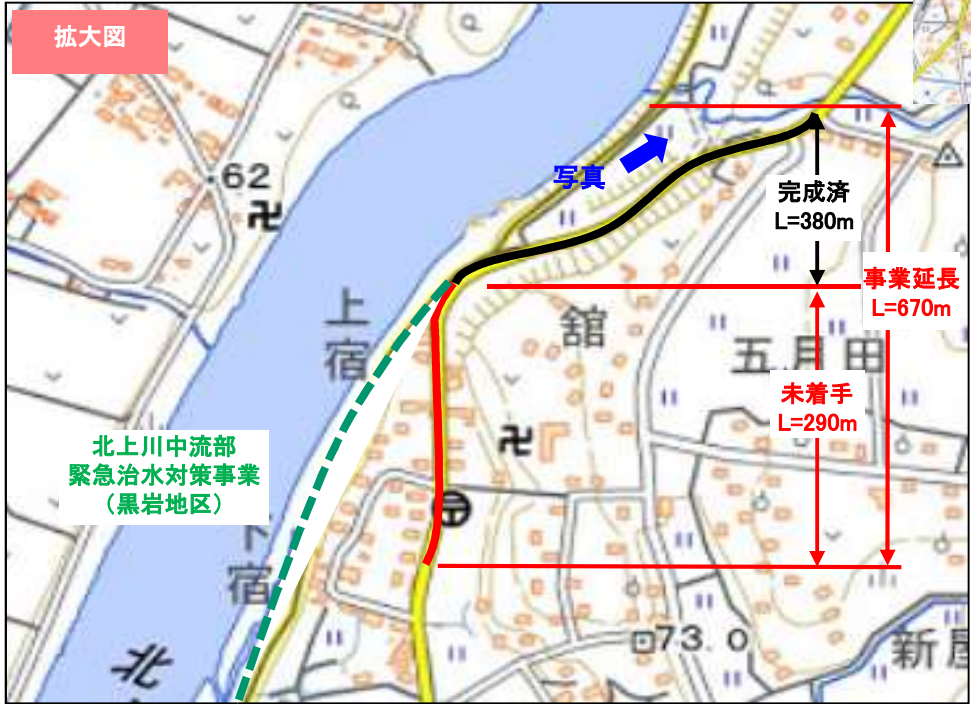 拡大図
62
写真
完成済
L=380m
事業延長
L=670m
上
宿
舘
五月田
未着手
L=290m
北上川中流部
緊急治水対策事業
（黒岩地区）
下
宿
73.0
新
北